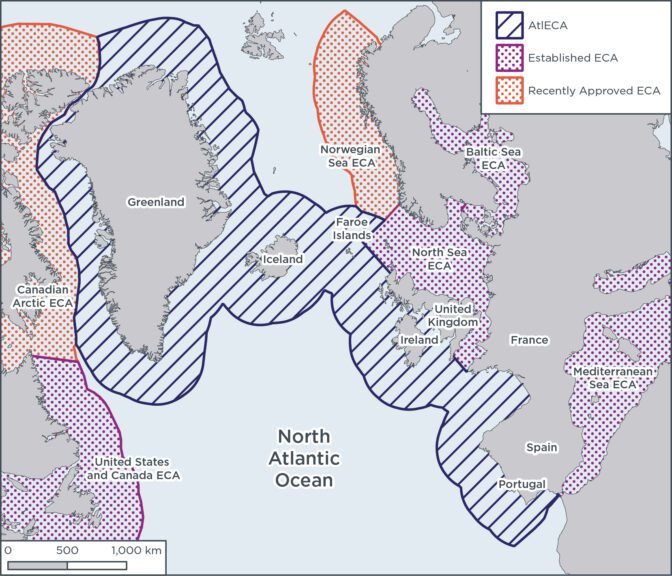 AtlECA
Established ECA
Recently Approved ECA
Norwegian
Sea ECA
Baltic Sea
ECA
Greenland
Faroe
Islands
Iceland
North Sea
ECA
Canadian
Arctic ECA
United
Kingdom
Ireland
France
Mediterranean
Sea ECA
North
Atlantic
Ocean
Spain
United States
and Canada ECA
Portugal
0 500 1,000 km